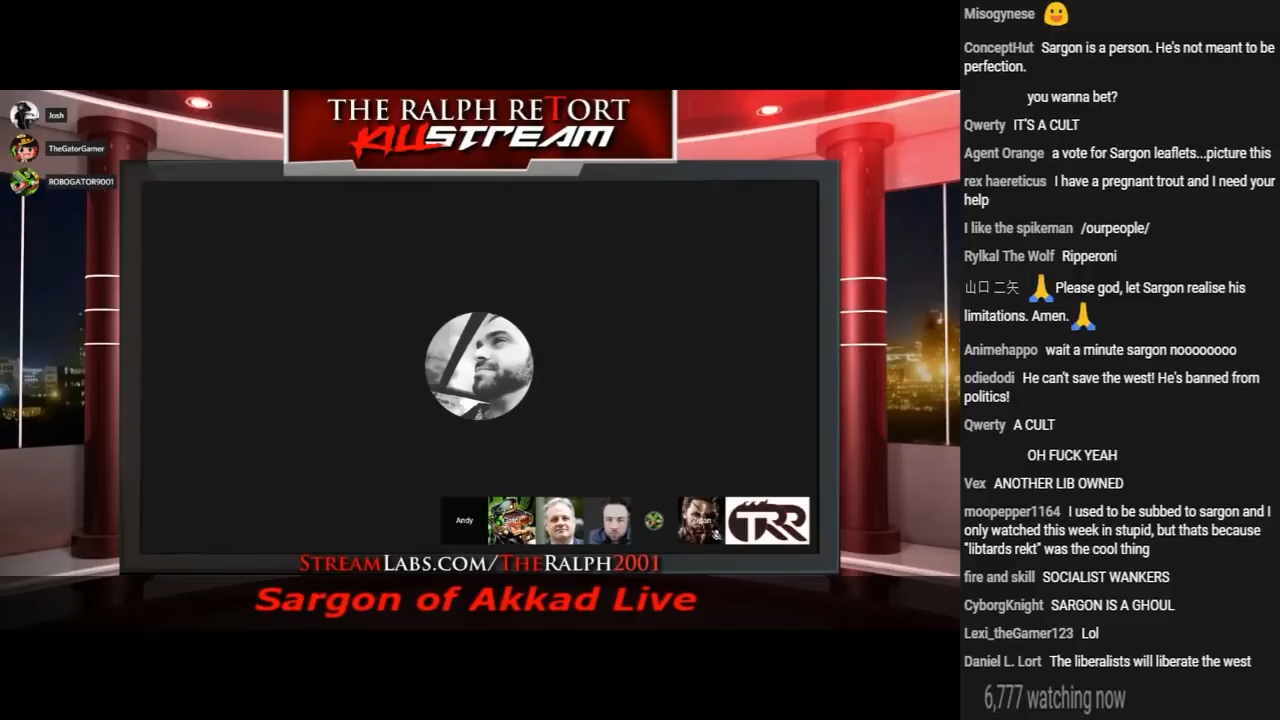 THE RALPH RETORT
KILLSTREAM
Josh
TheGatorGamer
ROBOGATOR9001
Andy
TRR
STREAMLABS.COM/THERALPH2001
Sargon of Akkad Live
Misogynese
ConceptHut Sargon is a person. He's not meant to be
perfection.
you wanna bet?
Qwerty IT'S A CULT
Agent Orange a vote for Sargon leaflets...picture this
rex haereticus I have a pregnant trout and I need your
help
I like the spikeman /ourpeople/
Rylkal The Wolf Ripperoni
山口 二矢 🙏 Please god, let Sargon realise his
limitations. Amen. 🙏
Animehappo wait a minute sargon noooooooo
odiedodi He can't save the west! He's banned from
politics!
Qwerty A CULT
OH FUCK YEAH
Vex ANOTHER LIB OWNED
moopepper1164 I used to be subbed to sargon and I
only watched this week in stupid, but thats because
"libtards rekt" was the cool thing
fire and skill SOCIALIST WANKERS
CyborgKnight SARGON IS A GHOUL
Lexi_theGamer123 Lol
Daniel L. Lort The liberalists will liberate the west
6,777 watching now